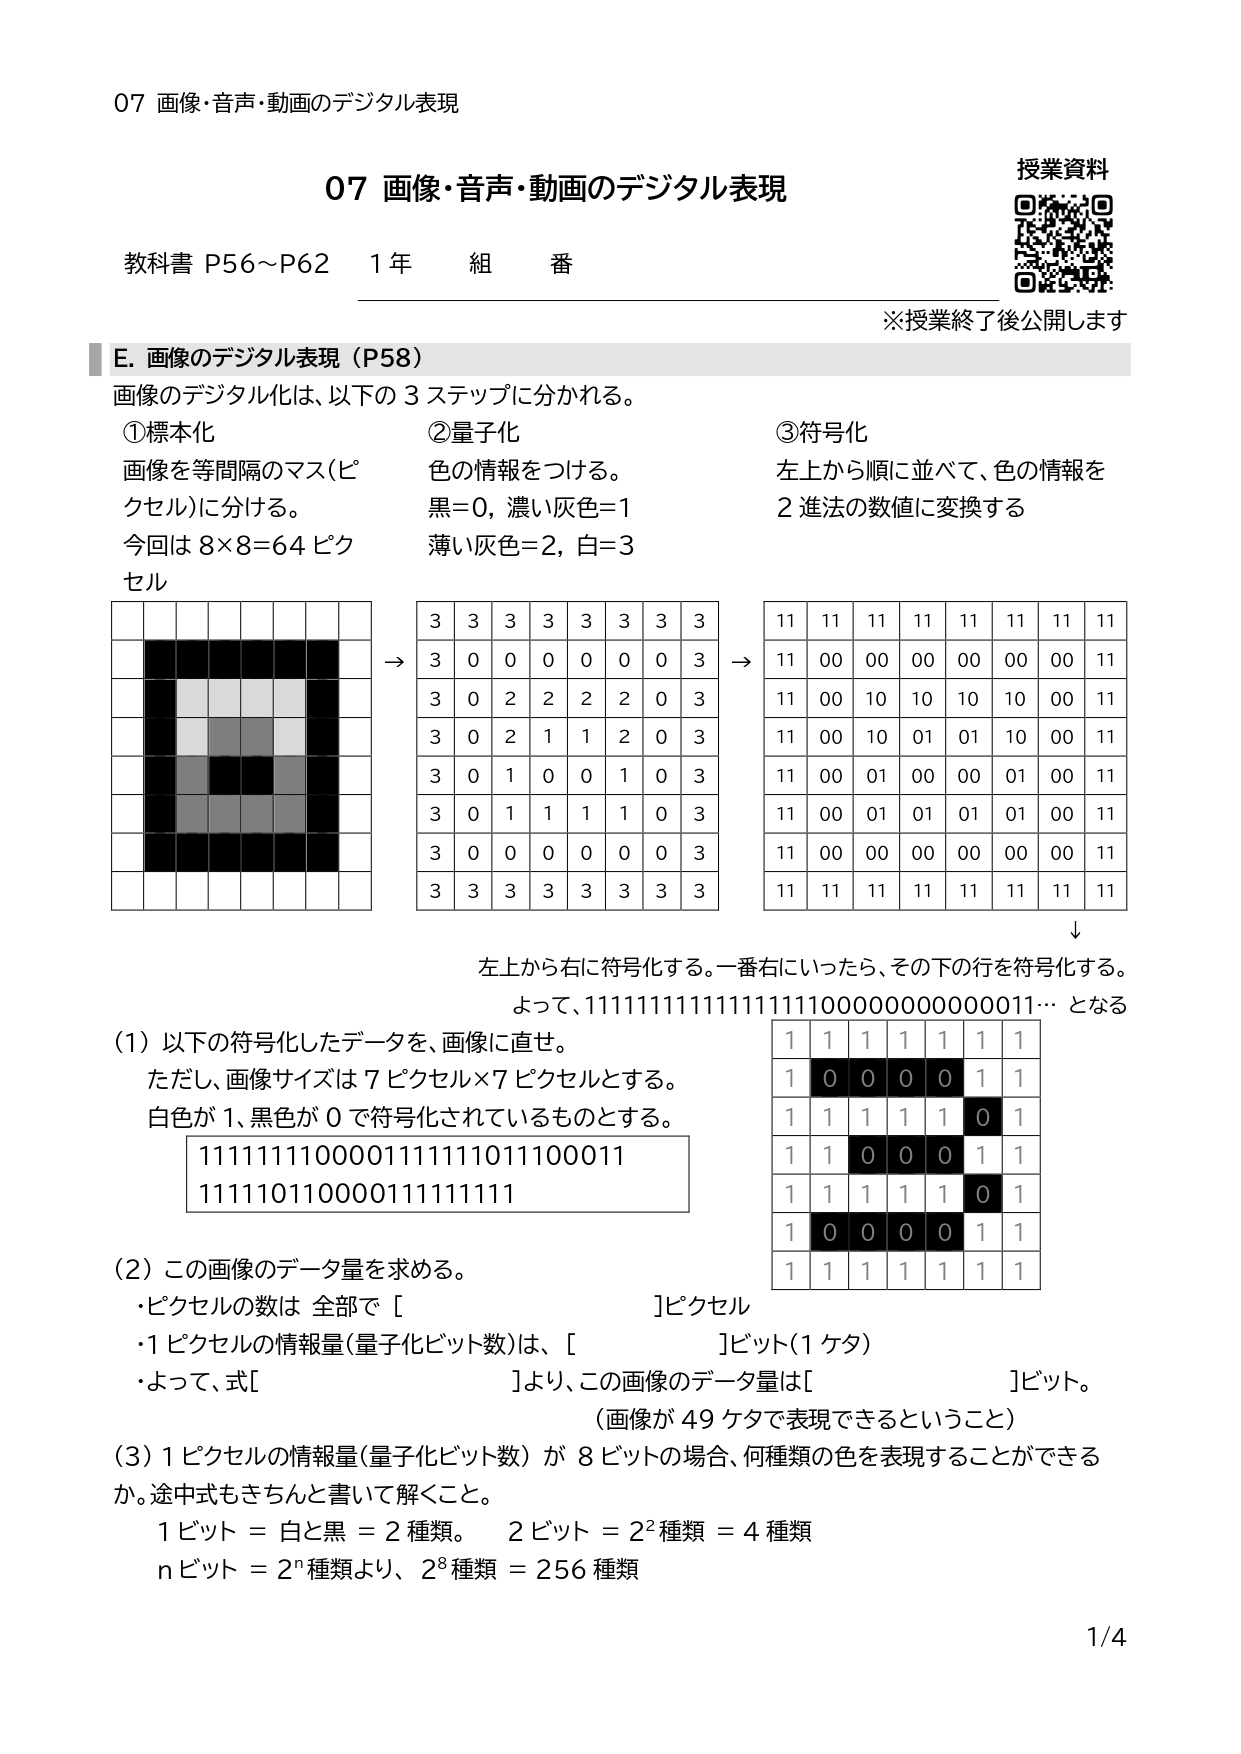 07 画像・音声・動画のデジタル表現
授業資料
07 画像・音声・動画のデジタル表現
教科書 P56～P62 1年 組 番
※授業終了後公開します
E. 画像のデジタル表現（P58）
画像のデジタル化は、以下の 3 ステップに分かれる。
①標本化
画像を等間隔のマス（ピ
クセル）に分ける。
今回は 8×8=64 ピク
セル
②量子化
色の情報をつける。
黒=0, 濃い灰色=1
薄い灰色=2, 白=3
③符号化
左上から順に並べて、色の情報を
2 進法の数値に変換する
→
3 3 3 3 3 3 3 3
3 0 0 0 0 0 0 3
3 0 2 2 2 2 0 3
3 0 2 1 1 2 0 3
3 0 1 0 0 1 0 3
3 0 1 1 1 1 0 3
3 0 0 0 0 0 0 3
3 3 3 3 3 3 3 3
→
11 11 11 11 11 11 11 11
11 00 00 00 00 00 00 11
11 00 10 10 10 10 00 11
11 00 10 01 01 10 00 11
11 00 01 00 00 01 00 11
11 00 01 01 01 01 00 11
11 00 00 00 00 00 00 11
11 11 11 11 11 11 11 11
↓
左上から右に符号化する。一番右にいったら、その下の行を符号化する。
よって、11111111111111111100000000000011… となる
（1） 以下の符号化したデータを、画像に直せ。
ただし、画像サイズは 7 ピクセル×7 ピクセルとする。
白色が 1、黒色が 0 で符号化されているものとする。
1111111100001111111011100011
11111011000011111111
1 1 1 1 1 1 1
1 0 0 0 0 1 1
1 1 1 1 1 0 1
1 1 0 0 0 1 1
1 1 1 1 1 0 1
1 0 0 0 0 1 1
1 1 1 1 1 1 1
（2） この画像のデータ量を求める。
・ピクセルの数は 全部で [ ]ピクセル
・1 ピクセルの情報量（量子化ビット数）は、 [ ]ビット（1 ケタ）
・よって、式[ ]より、この画像のデータ量は[ ]ビット。
（画像が 49 ケタで表現できるということ）
（3） 1 ピクセルの情報量（量子化ビット数） が 8 ビットの場合、何種類の色を表現することができる
か。途中式もきちんと書いて解くこと。
1 ビット = 白と黒 = 2 種類。 2 ビット = 2²種類 = 4 種類
n ビット = 2ⁿ種類より、 2⁸種類 = 256 種類
1/4